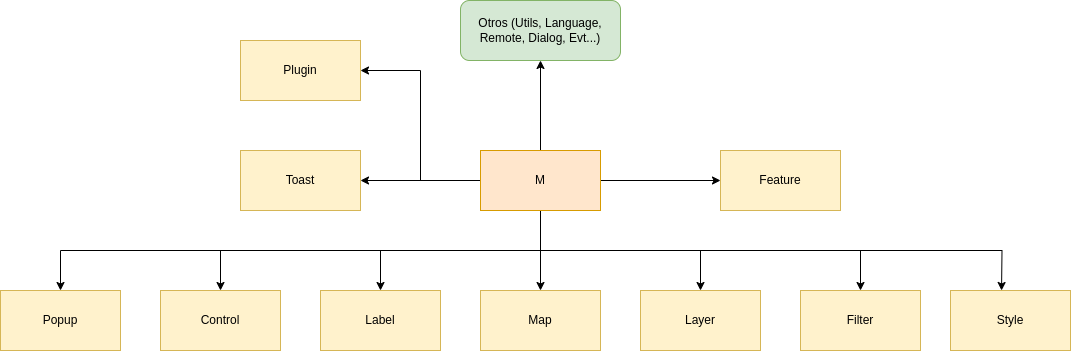 Otros (Utils, Language,
Remote, Dialog, Evt...)
Plugin
Toast
M
Feature
Popup
Control
Label
Map
Layer
Filter
Style